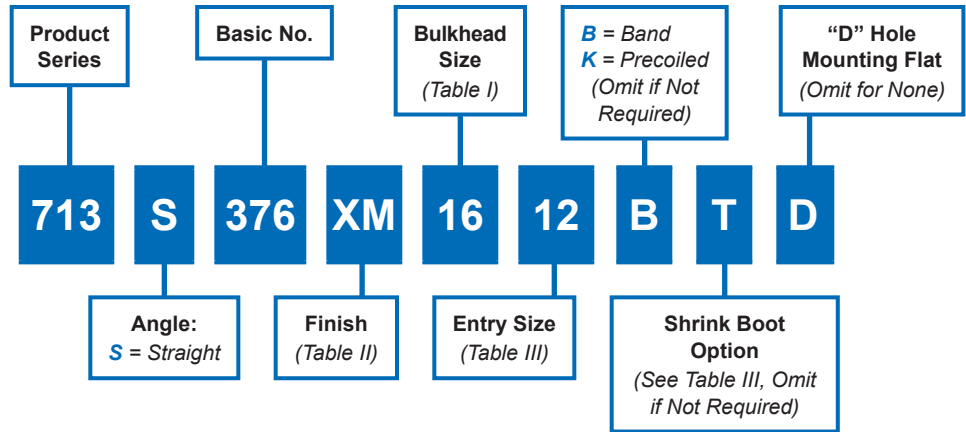 Product
Series
Basic No.
Bulkhead
Size
(Table I)
B = Band
K = Precoiled
(Omit if Not
Required)
“D” Hole
Mounting Flat
(Omit for None)
713 S 376 XM 16 12 B T D
Angle:
S = Straight
Finish
(Table II)
Entry Size
(Table III)
Shrink Boot
Option
(See Table III, Omit
if Not Required)